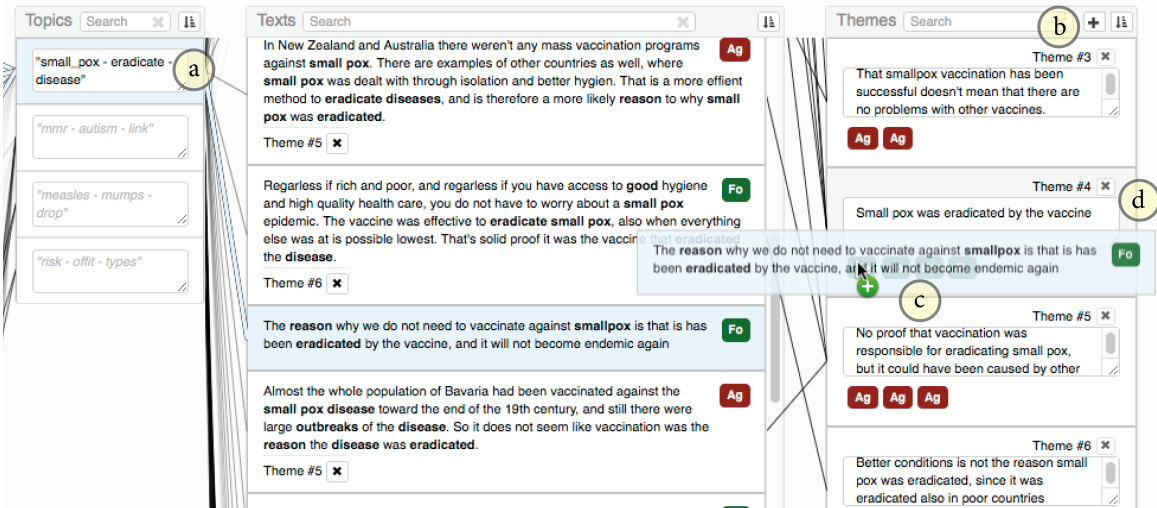 Topics Search
"small_pox - eradicate -
disease"
a
"mmr - autism - link"
"measles - mumps -
drop"
"risk - offit - types"
Texts Search
In New Zealand and Australia there weren't any mass vaccination programs
against small pox. There are examples of other countries as well, where
small pox was dealt with through isolation and better hygien. That is a more effient
method to eradicate diseases, and is therefore a more likely reason to why small
pox was eradicated.
Ag
Theme #5
Regarless if rich and poor, and regarless if you have access to good hygiene
and high quality health care, you do not have to worry about a small pox
epidemic. The vaccine was effective to eradicate small pox, also when everything
else was at is possible lowest. That's solid proof it was the vaccine that eradicated
the disease.
Fo
Theme #6
The reason why we do not need to vaccinate against smallpox is that is has
been eradicated by the vaccine, and it will not become endemic again
Fo
Almost the whole population of Bavaria had been vaccinated against the
small pox disease toward the end of the 19th century, and still there were
large outbreaks of the disease. So it does not seem like vaccination was the
reason the disease was eradicated.
Ag
Theme #5
Themes Search
b
Theme #3
That smallpox vaccination has been
successful doesn't mean that there are
no problems with other vaccines.
Ag Ag
Theme #4
d
Small pox was eradicated by the vaccine
The reason why we do not need to vaccinate against smallpox is that is has
been eradicated by the vaccine, and it will not become endemic again
Fo
c
Theme #5
No proof that vaccination was
responsible for eradicating small pox,
but it could have been caused by other
Ag Ag Ag
Theme #6
Better conditions is not the reason small
pox was eradicated, since it was
eradicated also in poor countries